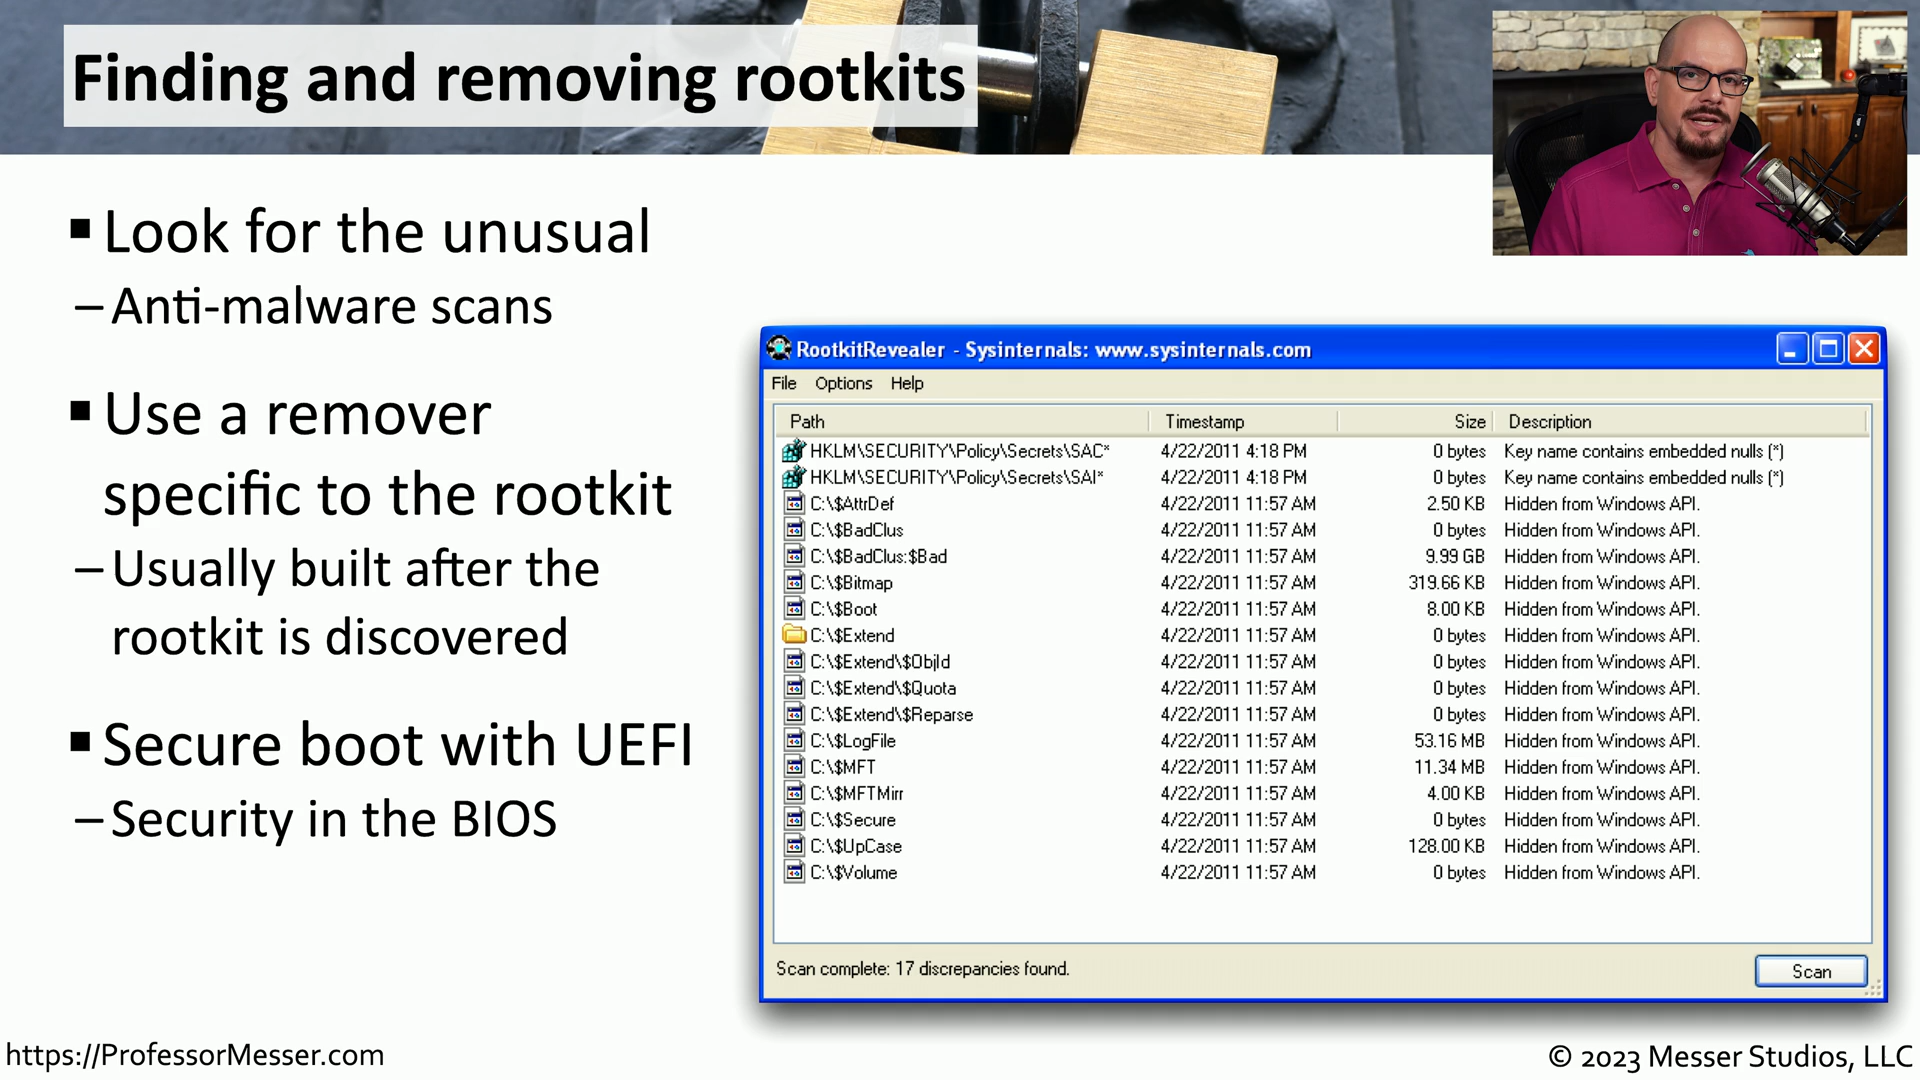 Finding and removing rootkits
▪ Look for the unusual
– Anti-malware scans
▪ Use a remover
specific to the rootkit
– Usually built after the
rootkit is discovered
▪ Secure boot with UEFI
– Security in the BIOS
RootkitRevealer - Sysinternals: www.sysinternals.com
File Options Help
Path Timestamp Size Description
HKLM\SECURITY\Policy\Secrets\SAC* 4/22/2011 4:18 PM 0 bytes Key name contains embedded nulls (*)
HKLM\SECURITY\Policy\Secrets\SAI* 4/22/2011 4:18 PM 0 bytes Key name contains embedded nulls (*)
C:\$AttrDef 4/22/2011 11:57 AM 2.50 KB Hidden from Windows API.
C:\$BadClus 4/22/2011 11:57 AM 0 bytes Hidden from Windows API.
C:\$BadClus:$Bad 4/22/2011 11:57 AM 9.99 GB Hidden from Windows API.
C:\$Bitmap 4/22/2011 11:57 AM 319.66 KB Hidden from Windows API.
C:\$Boot 4/22/2011 11:57 AM 8.00 KB Hidden from Windows API.
C:\$Extend 4/22/2011 11:57 AM 0 bytes Hidden from Windows API.
C:\$Extend\$ObjId 4/22/2011 11:57 AM 0 bytes Hidden from Windows API.
C:\$Extend\$Quota 4/22/2011 11:57 AM 0 bytes Hidden from Windows API.
C:\$Extend\$Reparse 4/22/2011 11:57 AM 0 bytes Hidden from Windows API.
C:\$LogFile 4/22/2011 11:57 AM 53.16 MB Hidden from Windows API.
C:\$MFT 4/22/2011 11:57 AM 11.34 MB Hidden from Windows API.
C:\$MFTMirr 4/22/2011 11:57 AM 4.00 KB Hidden from Windows API.
C:\$Secure 4/22/2011 11:57 AM 0 bytes Hidden from Windows API.
C:\$UpCase 4/22/2011 11:57 AM 128.00 KB Hidden from Windows API.
C:\$Volume 4/22/2011 11:57 AM 0 bytes Hidden from Windows API.
Scan complete: 17 discrepancies found.
Scan
https://ProfessorMesser.com
© 2023 Messer Studios, LLC